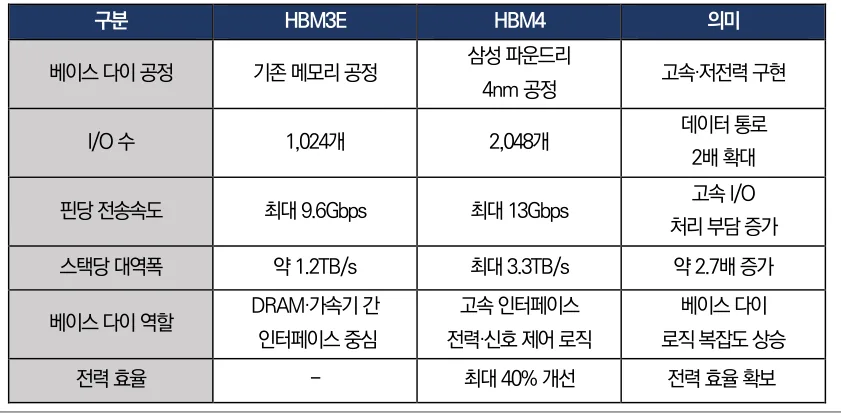 구분 HBM3E HBM4 의미
베이스 다이 공정 기존 메모리 공정 삼성 파운드리 4nm 공정 고속·저전력 구현
I/O 수 1,024개 2,048개 데이터 통로 2배 확대
핀당 전송속도 최대 9.6Gbps 최대 13Gbps 고속 I/O 처리 부담 증가
스택당 대역폭 약 1.2TB/s 최대 3.3TB/s 약 2.7배 증가
베이스 다이 역할 DRAM·가속기 간 인터페이스 중심 고속 인터페이스 전력·신호 제어 로직 베이스 다이 로직 복잡도 상승
전력 효율 - 최대 40% 개선 전력 효율 확보